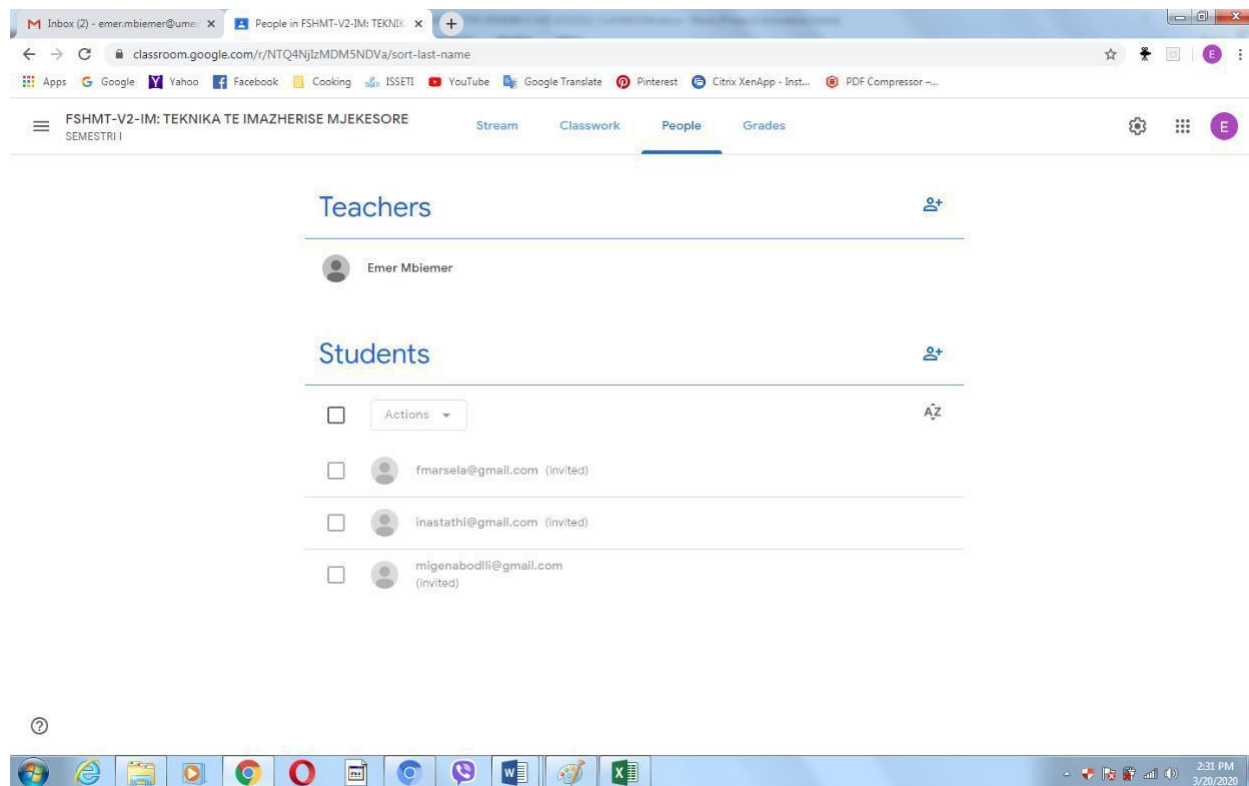 Inbox (2) - emer.mbiemer@ume
People in FSHMT-V2-IM: TEKNIK
classroom.google.com/r/NTQ4NjIzMDM5NDVa/sort-last-name
E
Apps Google Yahoo Facebook Cooking ISSETI YouTube Google Translate Pinterest Citrix XenApp - Inst... PDF Compressor –...
FSHMT-V2-IM: TEKNIKA TE IMAZHERISE MJEKESORE
SEMESTRI I
Stream Classwork People Grades
E
Teachers
Emer Mbiemer
Students
Actions
AZ
fmarsela@gmail.com (invited)
inastathi@gmail.com (invited)
migenabodlli@gmail.com
(invited)
2:31 PM
3/20/2020